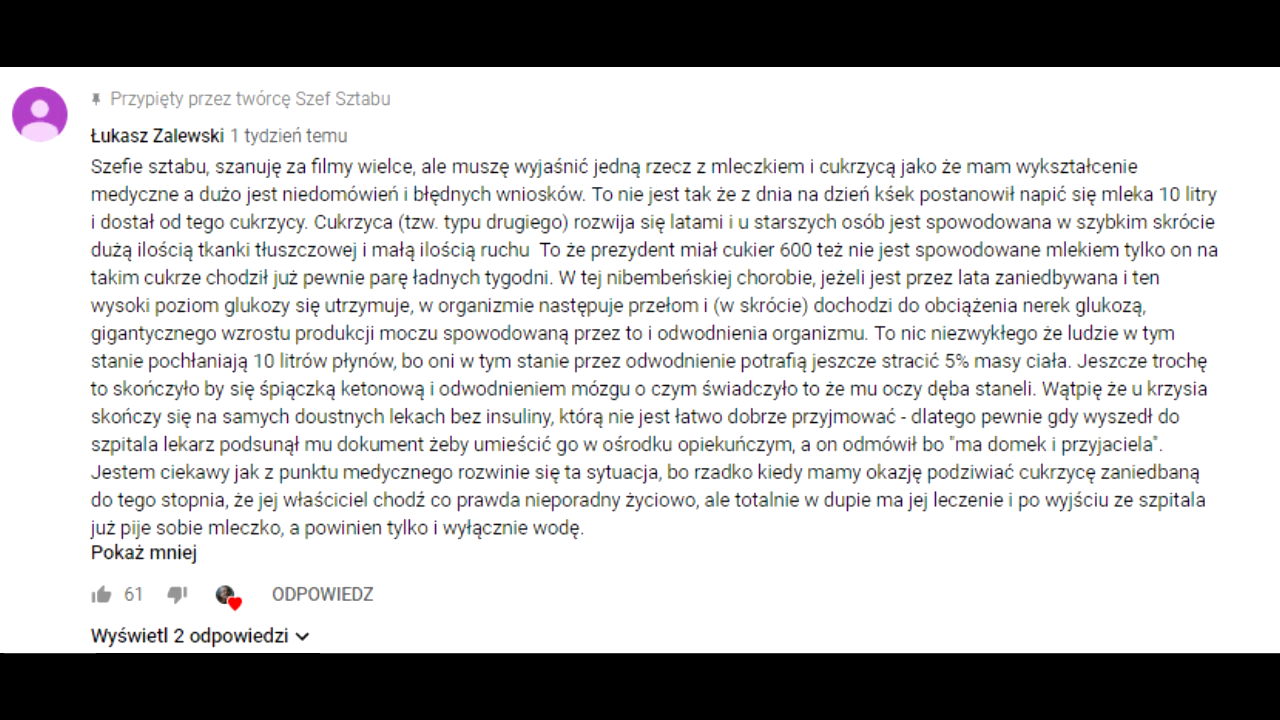 Przypięty przez twórcę Szef Sztabu
Łukasz Zalewski 1 tydzień temu
Szefie sztabu, szanuję za filmy wielce, ale muszę wyjaśnić jedną rzecz z mleczkiem i cukrzycą jako że mam wykształcenie
medyczne a dużo jest niedomówień i błędnych wniosków. To nie jest tak że z dnia na dzień kśek postanowił napić się mleka 10 litry
i dostał od tego cukrzycy. Cukrzyca (tzw. typu drugiego) rozwija się latami i u starszych osób jest spowodowana w szybkim skrócie
dużą ilością tkanki tłuszczowej i małą ilością ruchu  To że prezydent miał cukier 600 też nie jest spowodowane mlekiem tylko on na
takim cukrze chodził już pewnie parę ładnych tygodni. W tej nibembeńskiej chorobie, jeżeli jest przez lata zaniedbywana i ten
wysoki poziom glukozy się utrzymuje, w organizmie następuje przełom i (w skrócie) dochodzi do obciążenia nerek glukozą,
gigantycznego wzrostu produkcji moczu spowodowaną przez to i odwodnienia organizmu. To nic niezwykłego że ludzie w tym
stanie pochłaniają 10 litrów płynów, bo oni w tym stanie przez odwodnienie potrafią jeszcze stracić 5% masy ciała. Jeszcze trochę
to skończyło by się śpiączką ketonową i odwodnieniem mózgu o czym świadczyło to że mu oczy dęba staneli. Wątpię że u krzysia
skończy się na samych doustnych lekach bez insuliny, którą nie jest łatwo dobrze przyjmować - dlatego pewnie gdy wyszedł do
szpitala lekarz podsunął mu dokument żeby umieścić go w ośrodku opiekuńczym, a on odmówił bo "ma domek i przyjaciela".
Jestem ciekawy jak z punktu medycznego rozwinie się ta sytuacja, bo rzadko kiedy mamy okazję podziwiać cukrzycę zaniedbaną
do tego stopnia, że jej właściciel chodź co prawda nieporadny życiowo, ale totalnie w dupie ma jej leczenie i po wyjściu ze szpitala
już pije sobie mleczko, a powinien tylko i wyłącznie wodę.
Pokaż mniej
61 ODPOWIEDZ
Wyświetl 2 odpowiedzi